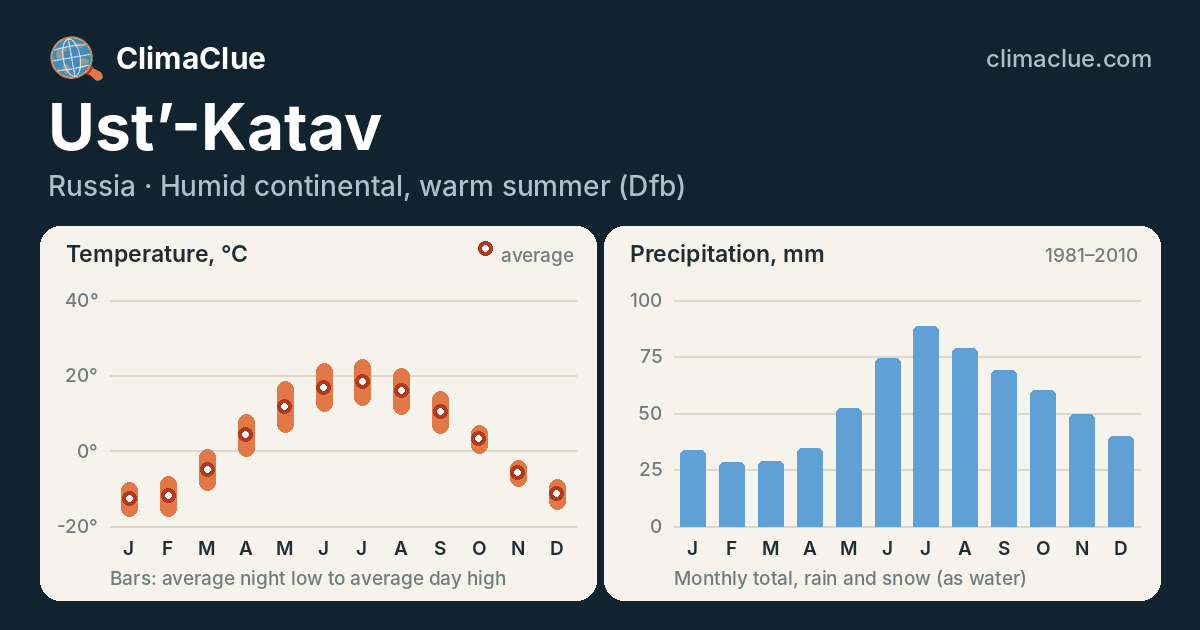 ClimaClue
climaclue.com
Ustʼ-Katav
Russia · Humid continental, warm summer (Dfb)
Temperature, °C
average
40°
20°
0°
-20°
J F M A M J J A S O N D
Bars: average night low to average day high
Precipitation, mm
1981–2010
100
75
50
25
0
J F M A M J J A S O N D
Monthly total, rain and snow (as water)